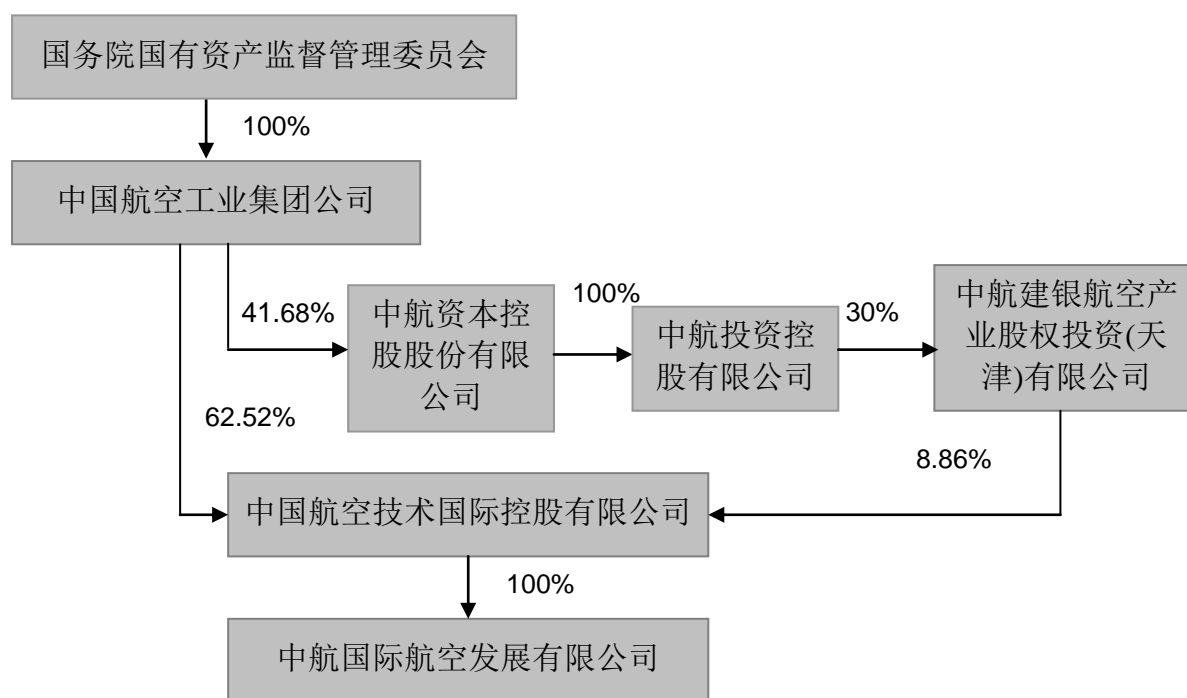 国务院国有资产监督管理委员会
100%
中国航空工业集团公司
41.68%
中航资本控
股股份有限
公司
100%
中航投资控
股有限公司
30%
中航建银航空产
业股权投资(天
津)有限公司
62.52%
8.86%
中国航空技术国际控股有限公司
100%
中航国际航空发展有限公司